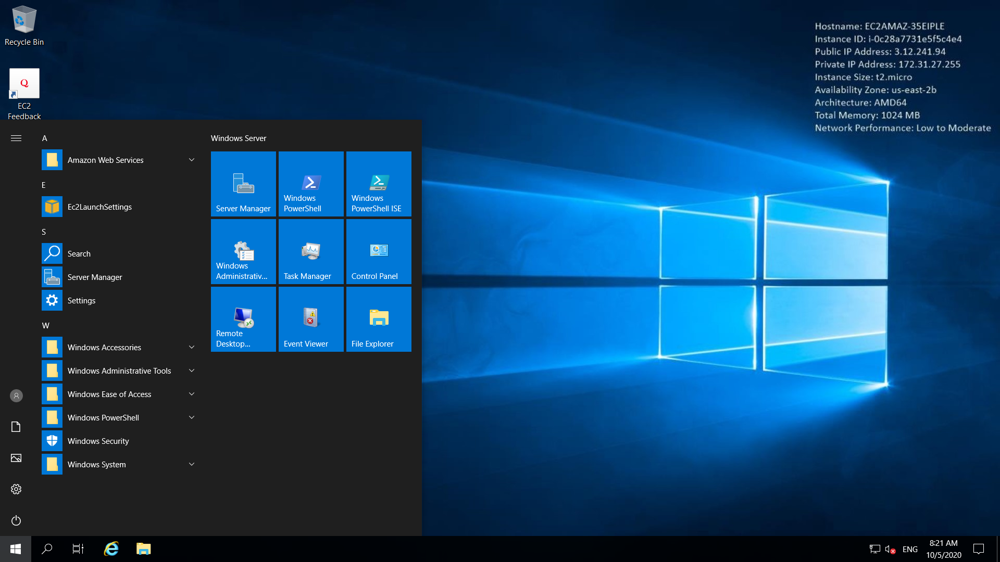 Recycle Bin
Q
EC2
Feedback
Hostname: EC2AMAZ-35EIPLE
Instance ID: i-0c28a7731e5f5c4e4
Public IP Address: 3.12.241.94
Private IP Address: 172.31.27.255
Instance Size: t2.micro
Availability Zone: us-east-2b
Architecture: AMD64
Total Memory: 1024 MB
Network Performance: Low to Moderate
A
Amazon Web Services
E
Ec2LaunchSettings
S
Search
Server Manager
Settings
W
Windows Accessories
Windows Administrative Tools
Windows Ease of Access
Windows PowerShell
Windows Security
Windows System
Windows Server
Server Manager
Windows
PowerShell
Windows
PowerShell ISE
Windows
Administrativ...
Task Manager
Control Panel
Remote
Desktop...
Event Viewer
File Explorer
ENG
8:21 AM
10/5/2020